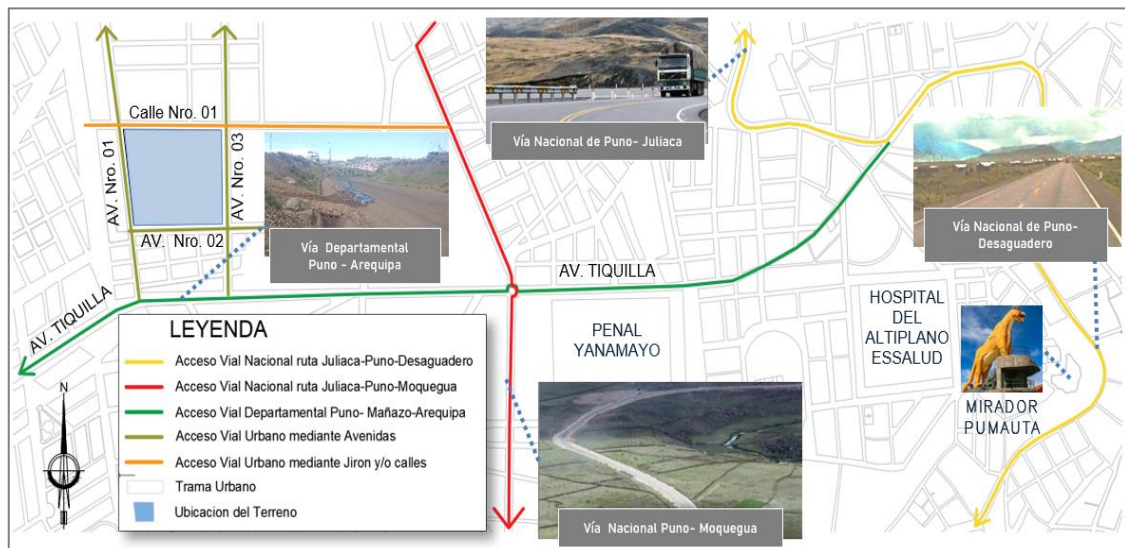 Calle Nro. 01
AV. Nro. 01
AV. Nro. 03
AV. Nro. 02
Vía Departamental
Puno - Arequipa
Vía Nacional de Puno- Juliaca
Vía Nacional de Puno-
Desaguadero
AV. TIQUILLA
AV. TIQUILLA
PENAL
YANAMAYO
HOSPITAL
DEL
ALTIPLANO
ESSALUD
MIRADOR
PUMAUTA
Vía Nacional Puno- Moquegua
LEYENDA
Acceso Vial Nacional ruta Juliaca-Puno-Desaguadero
Acceso Vial Nacional ruta Juliaca-Puno-Moquegua
Acceso Vial Departamental Puno- Mañazo-Arequipa
Acceso Vial Urbano mediante Avenidas
Acceso Vial Urbano mediante Jiron y/o calles
Trama Urbano
Ubicacion del Terreno
N